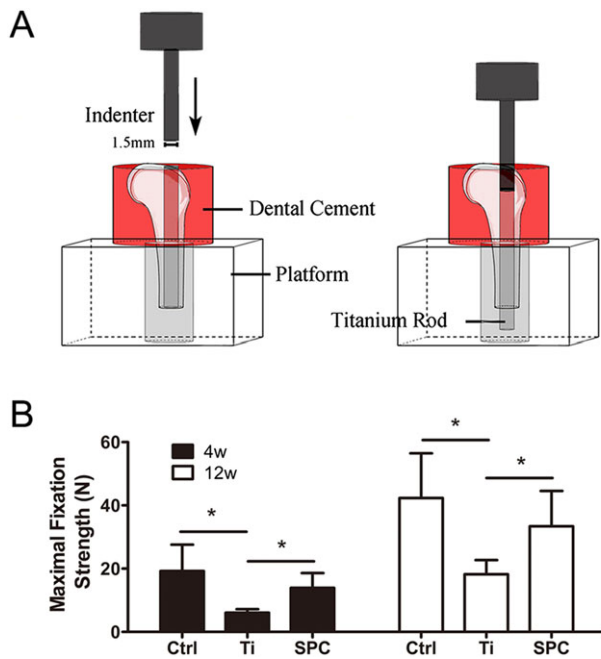 A
Indenter
1.5mm
Dental Cement
Platform
Titanium Rod
B
Maximal Fixation
Strength (N)
60
40
20
0
4w
12w
*
*
*
*
Ctrl Ti SPC Ctrl Ti SPC